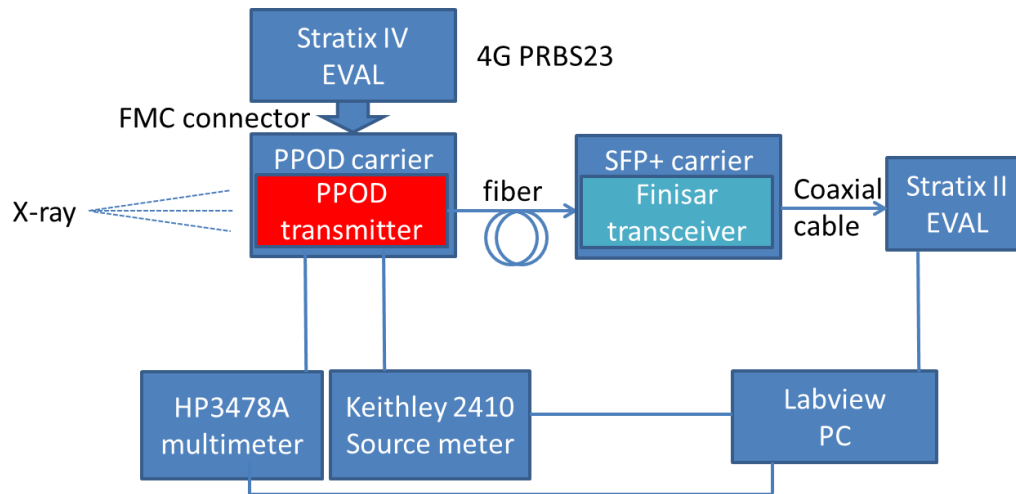 Stratix IV
EVAL
4G PRBS23
FMC connector
PPOD carrier
PPOD
transmitter
X-ray
fiber
SFP+ carrier
Finisar
transceiver
Coaxial
cable
Stratix II
EVAL
HP3478A
multimeter
Keithley 2410
Source meter
Labview
PC